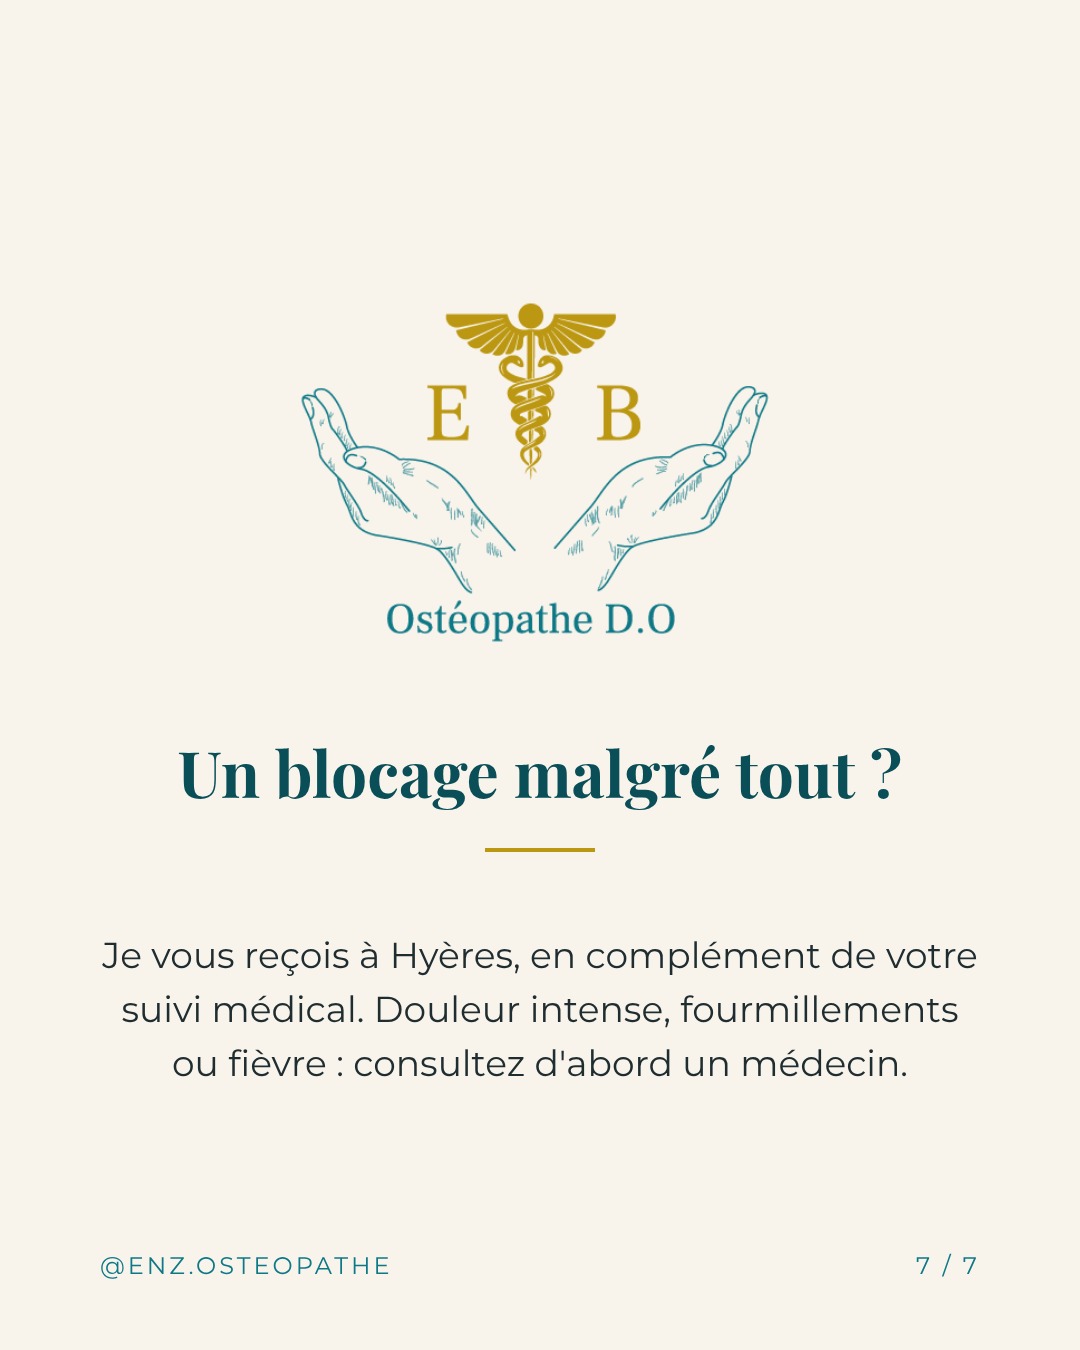 E B
Ostéopathe D.O
Un blocage malgré tout ?
Je vous reçois à Hyères, en complément de votre
suivi médical. Douleur intense, fourmillements
ou fièvre : consultez d'abord un médecin.
@ENZ.OSTEOPATHE
7 / 7